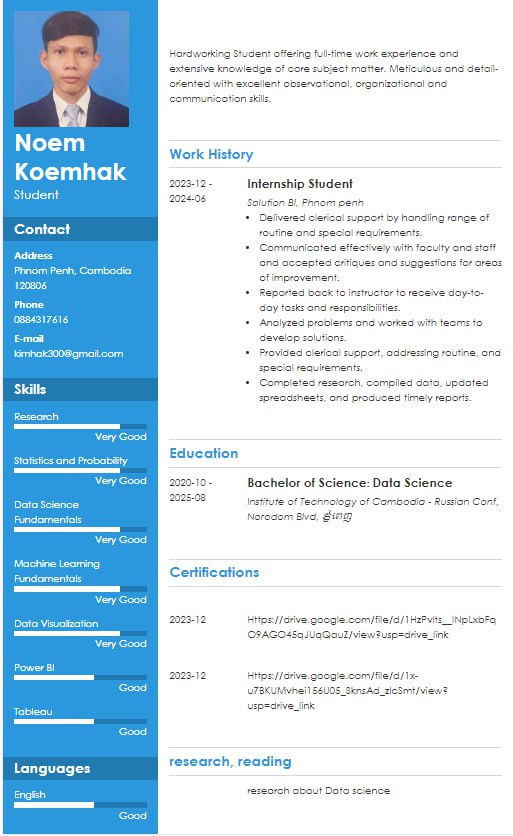 Noem
Koemhak
Student
Contact
Address
Phnom Penh, Cambodia
120806
Phone
0884317616
E-mail
kimhak300@gmail.com
Skills
Research
Very Good
Statistics and Probability
Very Good
Data Science
Fundamentals
Very Good
Machine Learning
Fundamentals
Very Good
Data Visualization
Very Good
Power BI
Good
Tableau
Good
Languages
English
Good
Hardworking Student offering full-time work experience and
extensive knowledge of core subject matter. Meticulous and detail-
oriented with excellent observational, organizational and
communication skills.
Work History
2023-12 -
2024-06
Internship Student
Solution BI, Phnom penh
• Delivered clerical support by handling range of
routine and special requirements.
• Communicated effectively with faculty and staff
and accepted critiques and suggestions for areas
of improvement.
• Reported back to instructor to receive day-to-
day tasks and responsibilities.
• Analyzed problems and worked with teams to
develop solutions.
• Provided clerical support, addressing routine, and
special requirements.
• Completed research, compiled data, updated
spreadsheets, and produced timely reports.
Education
2020-10 -
2025-08
Bachelor of Science: Data Science
Institute of Technology of Cambodia - Russian Conf,
Norodom Blvd,
Certifications
2023-12
Https://drive.google.com/file/d/1HzPvits__INpLxbFq
O9AGO45qJUqQauZ/view?usp=drive_link
2023-12
Https://drive.google.com/file/d/1x-
u7BKUMvhei156U05_SknsAd_zlcSmt/view?
usp=drive_link
research, reading
research about Data science